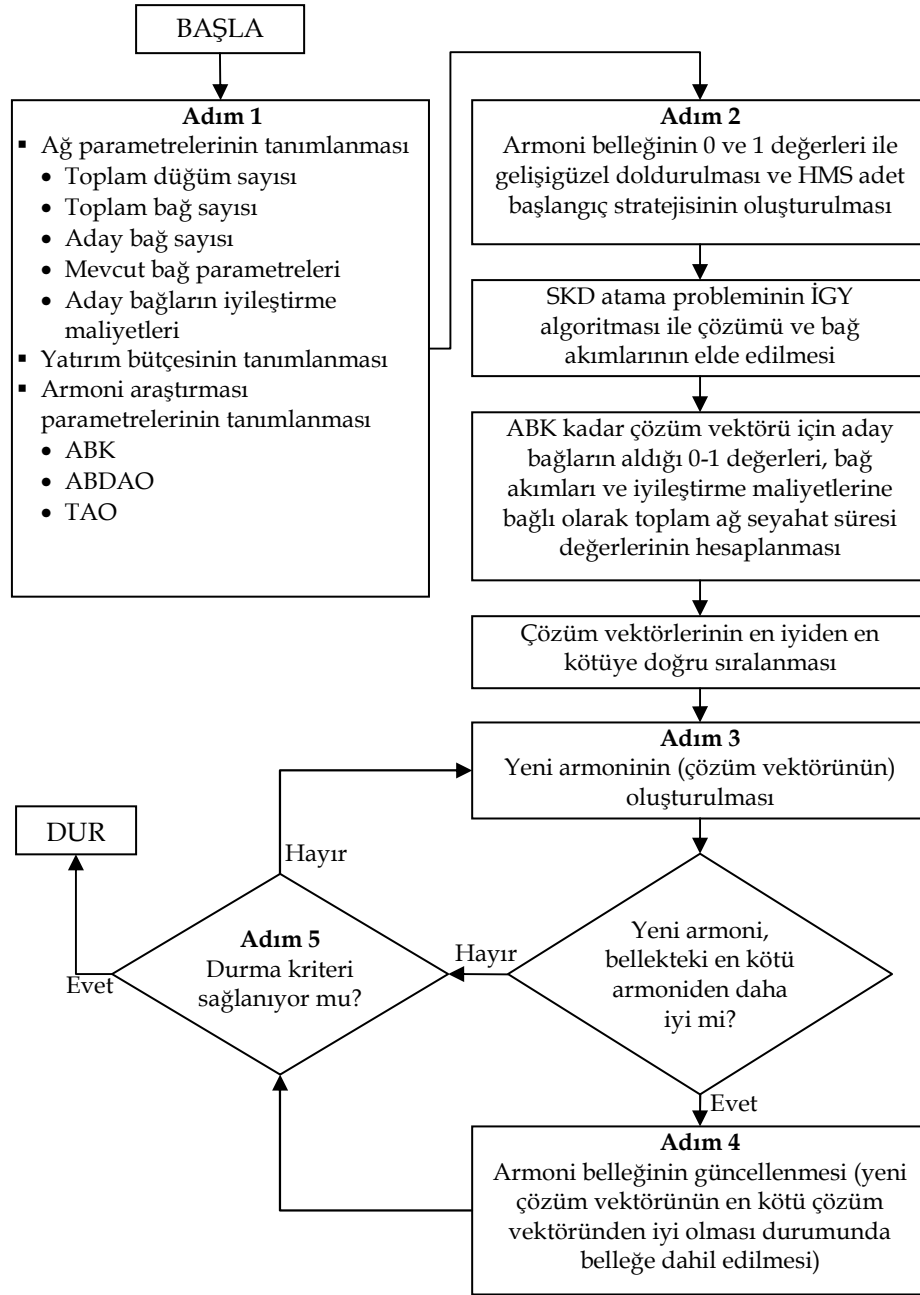 BAŞLA
Adım 1
▪ Ağ parametrelerinin tanımlanması
• Toplam düğüm sayısı
• Toplam bağ sayısı
• Aday bağ sayısı
• Mevcut bağ parametreleri
• Aday bağların iyileştirme
maliyetleri
▪ Yatırım bütçesinin tanımlanması
▪ Armoni araştırması
parametrelerinin tanımlanması
• ABK
• ABDAO
• TAO
Adım 2
Armoni belleğinin 0 ve 1 değerleri ile
gelişigüzel doldurulması ve HMS adet
başlangıç stratejisinin oluşturulması
SKD atama probleminin İGY
algoritması ile çözümü ve bağ
akımlarının elde edilmesi
ABK kadar çözüm vektörü için aday
bağların aldığı 0-1 değerleri, bağ
akımları ve iyileştirme maliyetlerine
bağlı olarak toplam ağ seyahat süresi
değerlerinin hesaplanması
Çözüm vektörlerinin en iyiden en
kötüye doğru sıralanması
Adım 3
Yeni armoninin (çözüm vektörünün)
oluşturulması
Yeni armoni,
bellekteki en kötü
armoniden daha
iyi mi?
Hayır
Evet
Adım 4
Armoni belleğinin güncellenmesi (yeni
çözüm vektörünün en kötü çözüm
vektöründen iyi olması durumunda
belleğe dahil edilmesi)
Adım 5
Durma kriteri
sağlanıyor mu?
Hayır
Evet
DUR